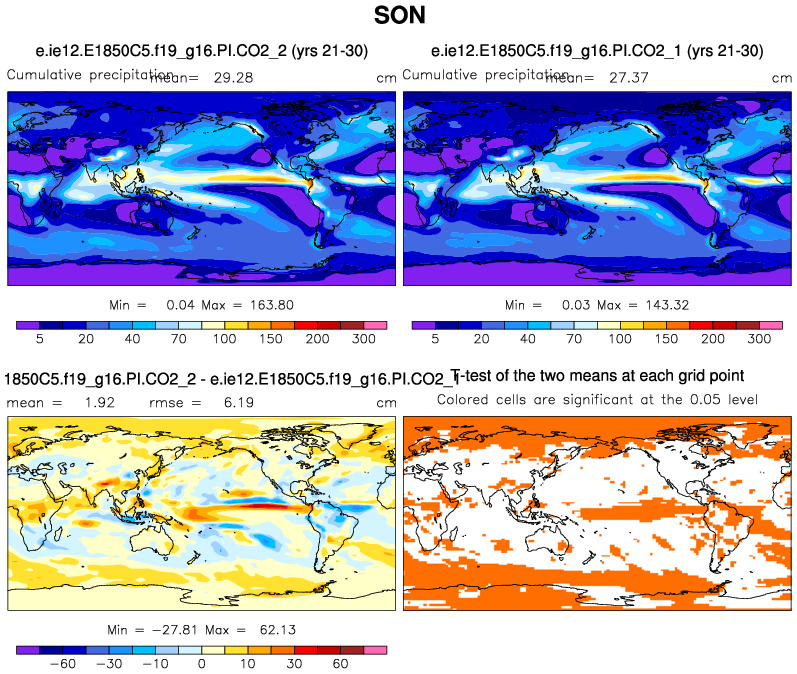 SON
e.ie12.E1850C5.f19_g16.PI.CO2_2 (yrs 21-30)
Cumulative precipitation mean= 29.28 cm
Min = 0.04 Max = 163.80
5 20 40 70 100 150 200 300
e.ie12.E1850C5.f19_g16.PI.CO2_1 (yrs 21-30)
Cumulative precipitation mean= 27.37 cm
Min = 0.03 Max = 143.32
5 20 40 70 100 150 200 300
1850C5.f19_g16.PI.CO2_2 - e.ie12.E1850C5.f19_g16.PI.CO2_1
mean = 1.92 rmse = 6.19 cm
Min = -27.81 Max = 62.13
-60 -30 -10 0 10 30 60
T-test of the two means at each grid point
Colored cells are significant at the 0.05 level